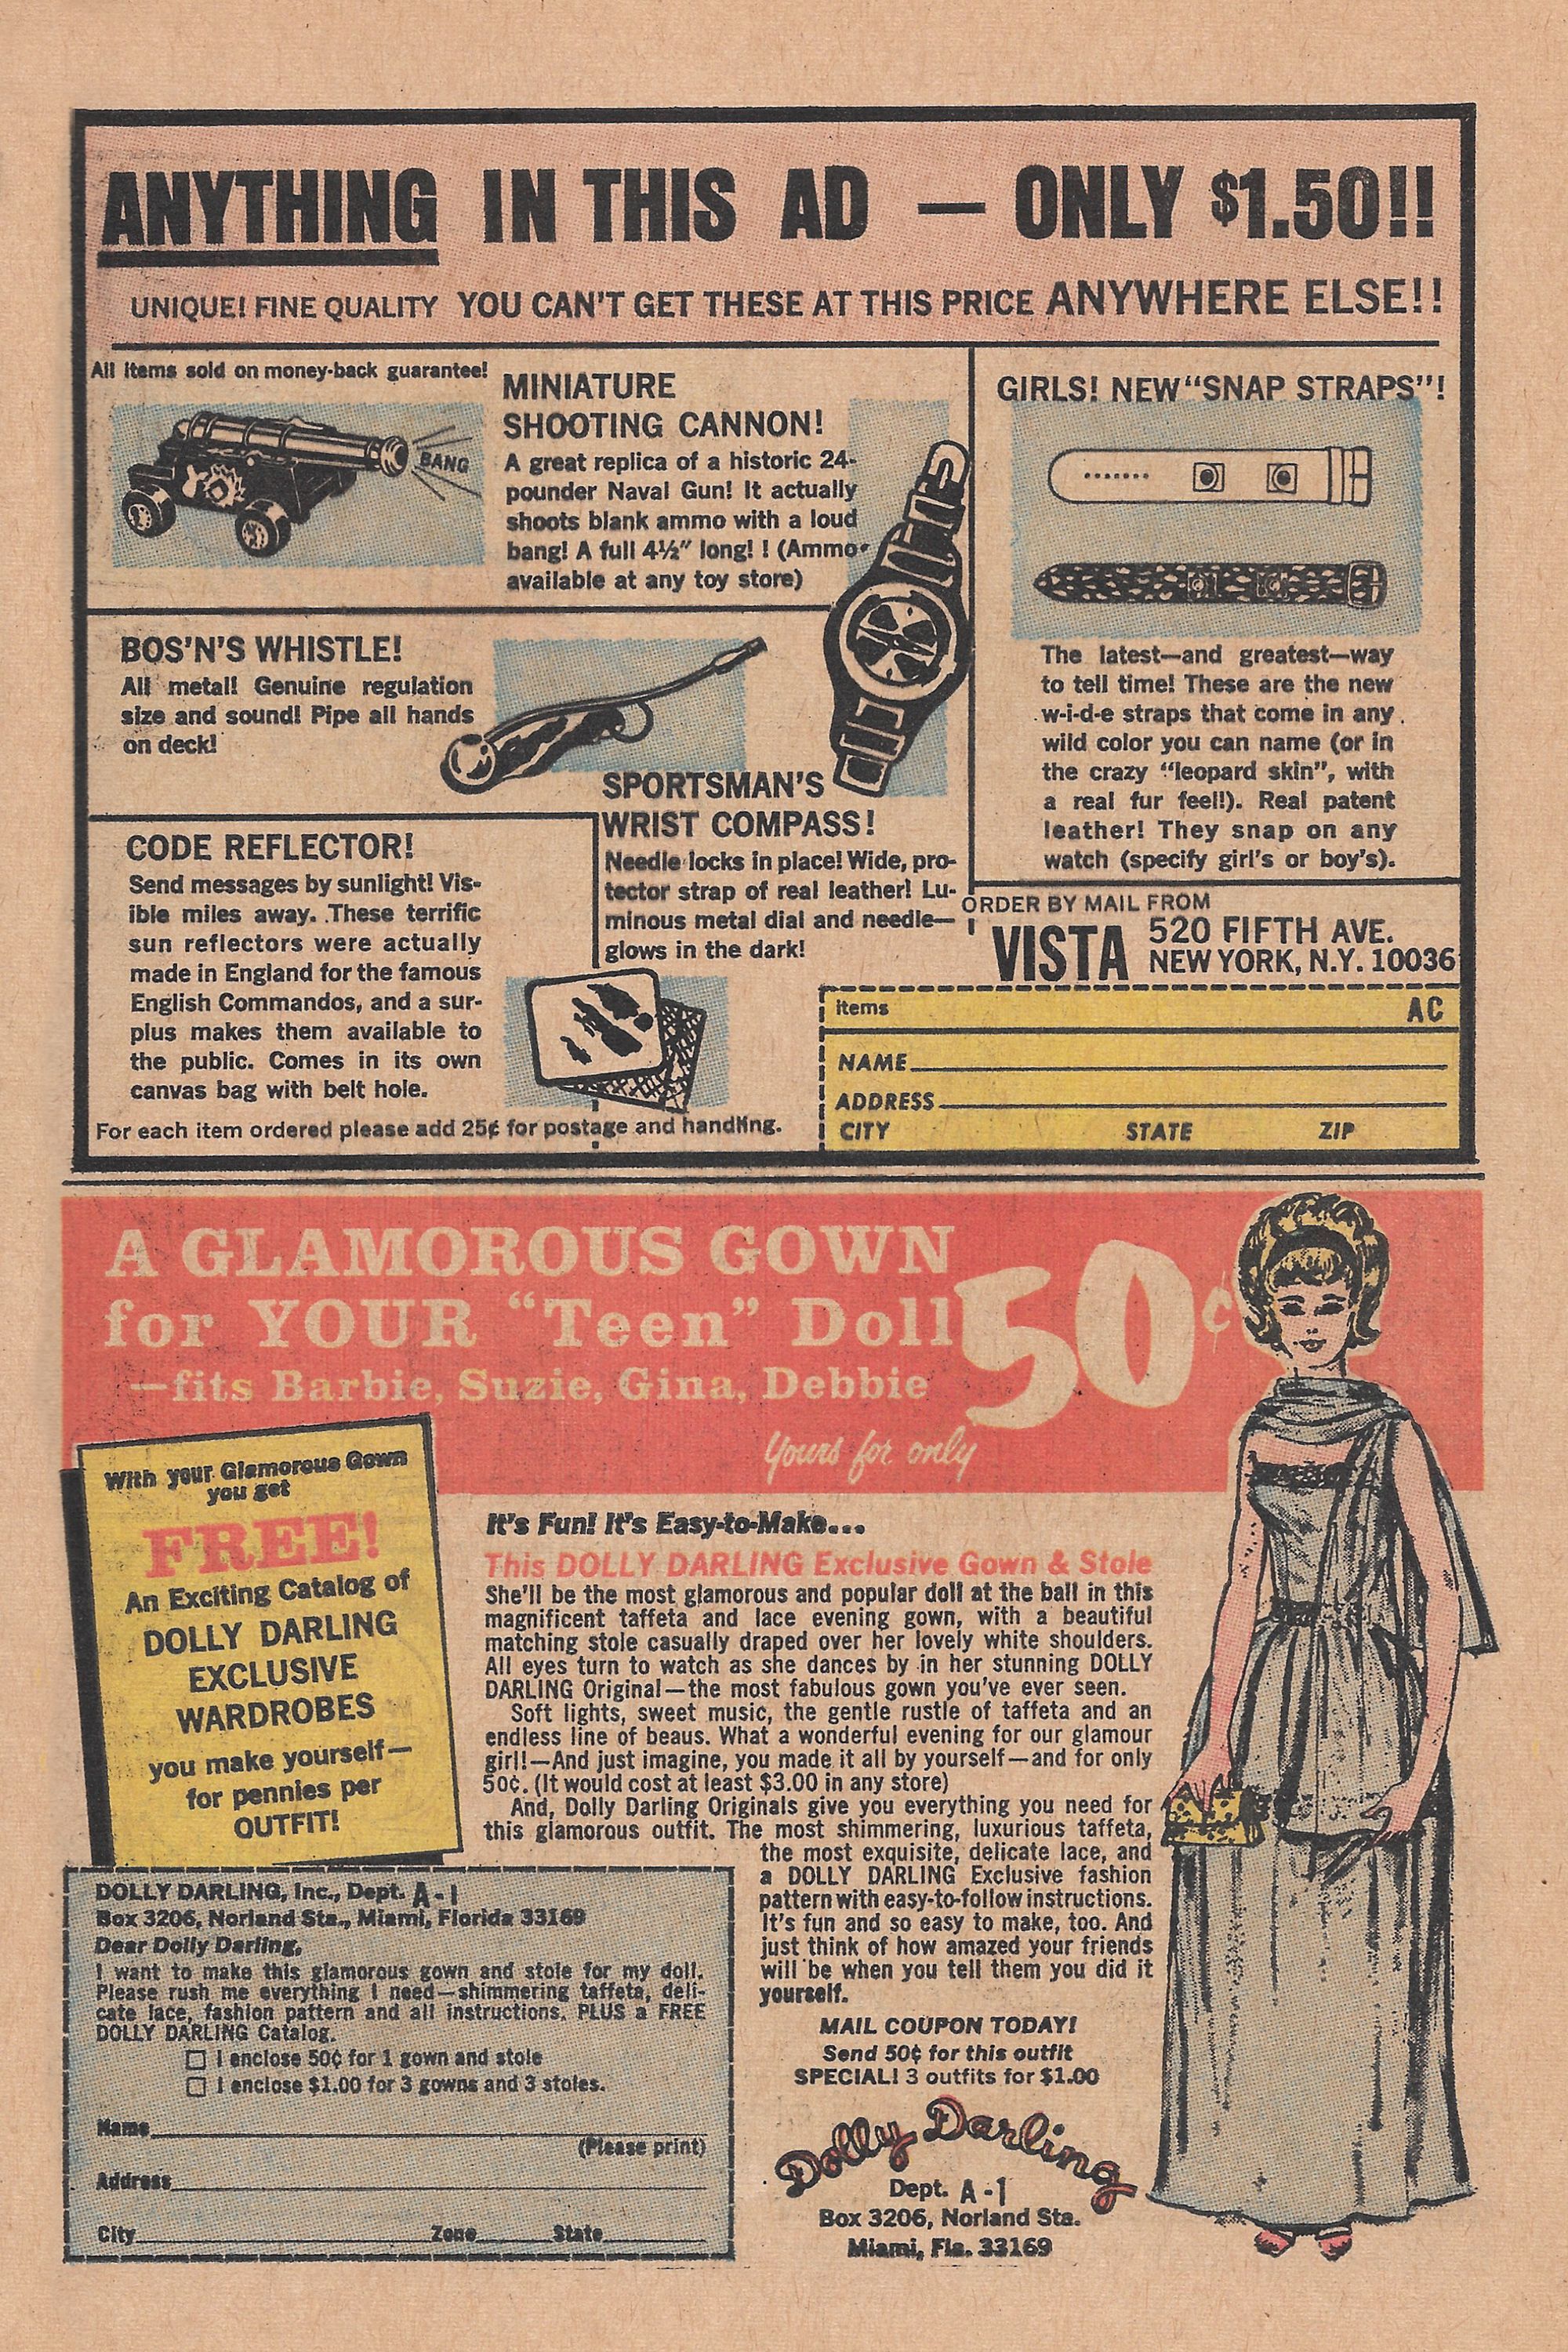 ANYTHING IN THIS AD — ONLY $1.50!!
UNIQUE! FINE QUALITY YOU CAN'T GET THESE AT THIS PRICE ANYWHERE ELSE!!
All items sold on money-back guarantee!
BANG
MINIATURE
SHOOTING CANNON!
A great replica of a historic 24-
pounder Naval Gun! It actually
shoots blank ammo with a loud
bang! A full 4½" long! ! (Ammo
available at any toy store)
BOS'N'S WHISTLE!
All metal! Genuine regulation
size and sound! Pipe all hands
on deck!
SPORTSMAN'S
WRIST COMPASS!
Needle locks in place! Wide, pro-
tector strap of real leather! Lu-
minous metal dial and needle—
glows in the dark!
CODE REFLECTOR!
Send messages by sunlight! Vis-
ible miles away. These terrific
sun reflectors were actually
made in England for the famous
English Commandos, and a sur-
plus makes them available to
the public. Comes in its own
canvas bag with belt hole.
For each item ordered please add 25¢ for postage and handling.
GIRLS! NEW "SNAP STRAPS"!
The latest—and greatest—way
to tell time! These are the new
w-i-d-e straps that come in any
wild color you can name (or in
the crazy "leopard skin", with
a real fur feel!). Real patent
leather! They snap on any
watch (specify girl's or boy's).
ORDER BY MAIL FROM
VISTA 520 FIFTH AVE.
NEW YORK, N.Y. 10036
Items AC
NAME
ADDRESS
CITY STATE ZIP
A GLAMOROUS GOWN
for YOUR "Teen" Doll
—fits Barbie, Suzie, Gina, Debbie
Yours for only
50¢
With your Glamorous Gown
you get
FREE!
An Exciting Catalog of
DOLLY DARLING
EXCLUSIVE
WARDROBES
you make yourself—
for pennies per
OUTFIT!
It's Fun! It's Easy-to-Make...
This DOLLY DARLING Exclusive Gown & Stole
She'll be the most glamorous and popular doll at the ball in this
magnificent taffeta and lace evening gown, with a beautiful
matching stole casually draped over her lovely white shoulders.
All eyes turn to watch as she dances by in her stunning DOLLY
DARLING Original—the most fabulous gown you've ever seen.
Soft lights, sweet music, the gentle rustle of taffeta and an
endless line of beaus. What a wonderful evening for our glamour
girl!—And just imagine, you made it all by yourself—and for only
50¢. (It would cost at least $3.00 in any store)
And, Dolly Darling Originals give you everything you need for
this glamorous outfit. The most shimmering, luxurious taffeta,
the most exquisite, delicate lace, and
a DOLLY DARLING Exclusive fashion
pattern with easy-to-follow instructions.
It's fun and so easy to make, too. And
just think of how amazed your friends
will be when you tell them you did it
yourself.
MAIL COUPON TODAY!
Send 50¢ for this outfit
SPECIAL! 3 outfits for $1.00
Dolly Darling
Dept. A-1
Box 3206, Norland Sta.
Miami, Fla. 33169
DOLLY DARLING, Inc., Dept. A-1
Box 3206, Norland Sta., Miami, Florida 33169
Dear Dolly Darling,
I want to make this glamorous gown and stole for my doll.
Please rush me everything I need—shimmering taffeta, deli-
cate lace, fashion pattern and all instructions. PLUS a FREE
DOLLY DARLING Catalog.
I enclose 50¢ for 1 gown and stole
I enclose $1.00 for 3 gowns and 3 stoles.
Name
(Please print)
Address
City Zone State